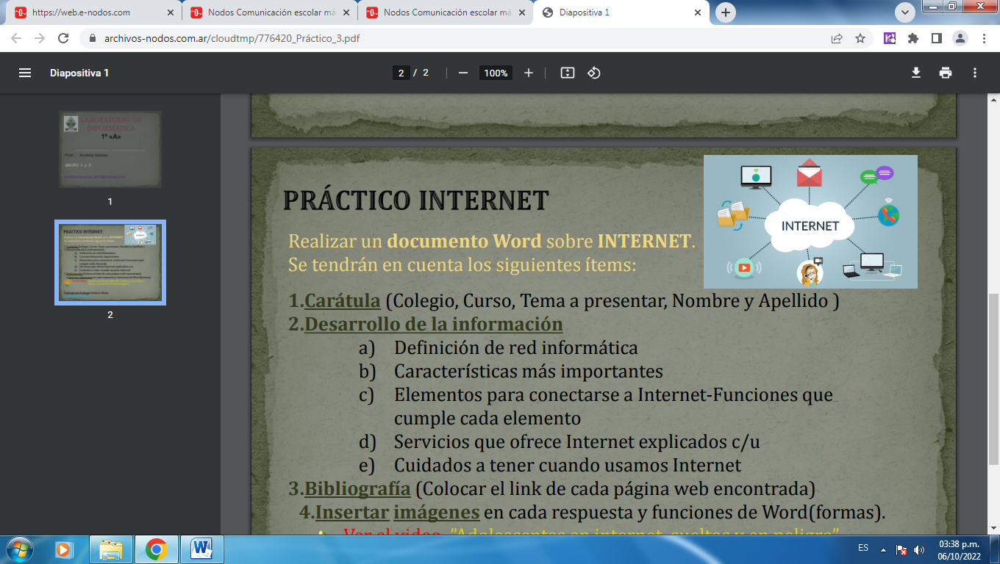 https://web.e-nodos.com
Nodos Comunicación escolar má
Nodos Comunicación escolar má
Diapositiva 1
archivos-nodos.com.ar/cloudtmp/776420_Práctico_3.pdf
Diapositiva 1
2 / 2
100%
LABORATORIO DE
INFORMÁTICA
1º «A»
GRUPO 1 y 2
1
PRÁCTICO INTERNET
2
PRÁCTICO INTERNET
INTERNET
Realizar un documento Word sobre INTERNET.
Se tendrán en cuenta los siguientes ítems:
1.Carátula (Colegio, Curso, Tema a presentar, Nombre y Apellido )
2.Desarrollo de la información
a) Definición de red informática
b) Características más importantes
c) Elementos para conectarse a Internet-Funciones que
cumple cada elemento
d) Servicios que ofrece Internet explicados c/u
e) Cuidados a tener cuando usamos Internet
3.Bibliografía (Colocar el link de cada página web encontrada)
4.Insertar imágenes en cada respuesta y funciones de Word(formas).
Ver el video "Adolescentes en internet, sueltos y en peligro"
ES
03:38 p.m.
06/10/2022